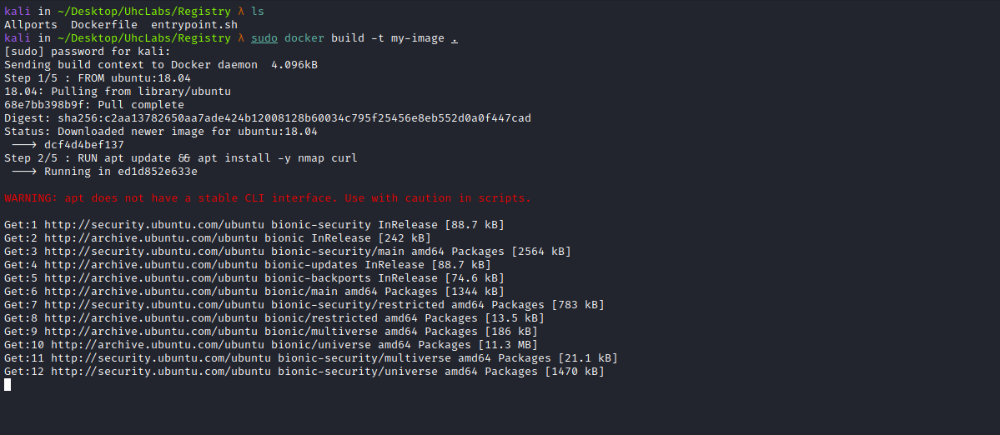 kali in ~/Desktop/UhcLabs/Registry λ ls
Allports  Dockerfile  entrypoint.sh
kali in ~/Desktop/UhcLabs/Registry λ sudo docker build -t my-image .
[sudo] password for kali:
Sending build context to Docker daemon  4.096kB
Step 1/5 : FROM ubuntu:18.04
18.04: Pulling from library/ubuntu
68e7bb398b9f: Pull complete
Digest: sha256:c2aa13782650aa7ade424b12008128b60034c795f25456e8eb552d0a0f447cad
Status: Downloaded newer image for ubuntu:18.04
 ---> dcf4d4bef137
Step 2/5 : RUN apt update && apt install -y nmap curl
 ---> Running in ed1d852e633e
WARNING: apt does not have a stable CLI interface. Use with caution in scripts.
Get:1 http://security.ubuntu.com/ubuntu bionic-security InRelease [88.7 kB]
Get:2 http://archive.ubuntu.com/ubuntu bionic InRelease [242 kB]
Get:3 http://security.ubuntu.com/ubuntu bionic-security/main amd64 Packages [2564 kB]
Get:4 http://archive.ubuntu.com/ubuntu bionic-updates InRelease [88.7 kB]
Get:5 http://archive.ubuntu.com/ubuntu bionic-backports InRelease [74.6 kB]
Get:6 http://archive.ubuntu.com/ubuntu bionic/main amd64 Packages [1344 kB]
Get:7 http://security.ubuntu.com/ubuntu bionic-security/restricted amd64 Packages [783 kB]
Get:8 http://archive.ubuntu.com/ubuntu bionic/restricted amd64 Packages [13.5 kB]
Get:9 http://archive.ubuntu.com/ubuntu bionic/multiverse amd64 Packages [186 kB]
Get:10 http://archive.ubuntu.com/ubuntu bionic/universe amd64 Packages [11.3 MB]
Get:11 http://security.ubuntu.com/ubuntu bionic-security/multiverse amd64 Packages [21.1 kB]
Get:12 http://security.ubuntu.com/ubuntu bionic-security/universe amd64 Packages [1470 kB]